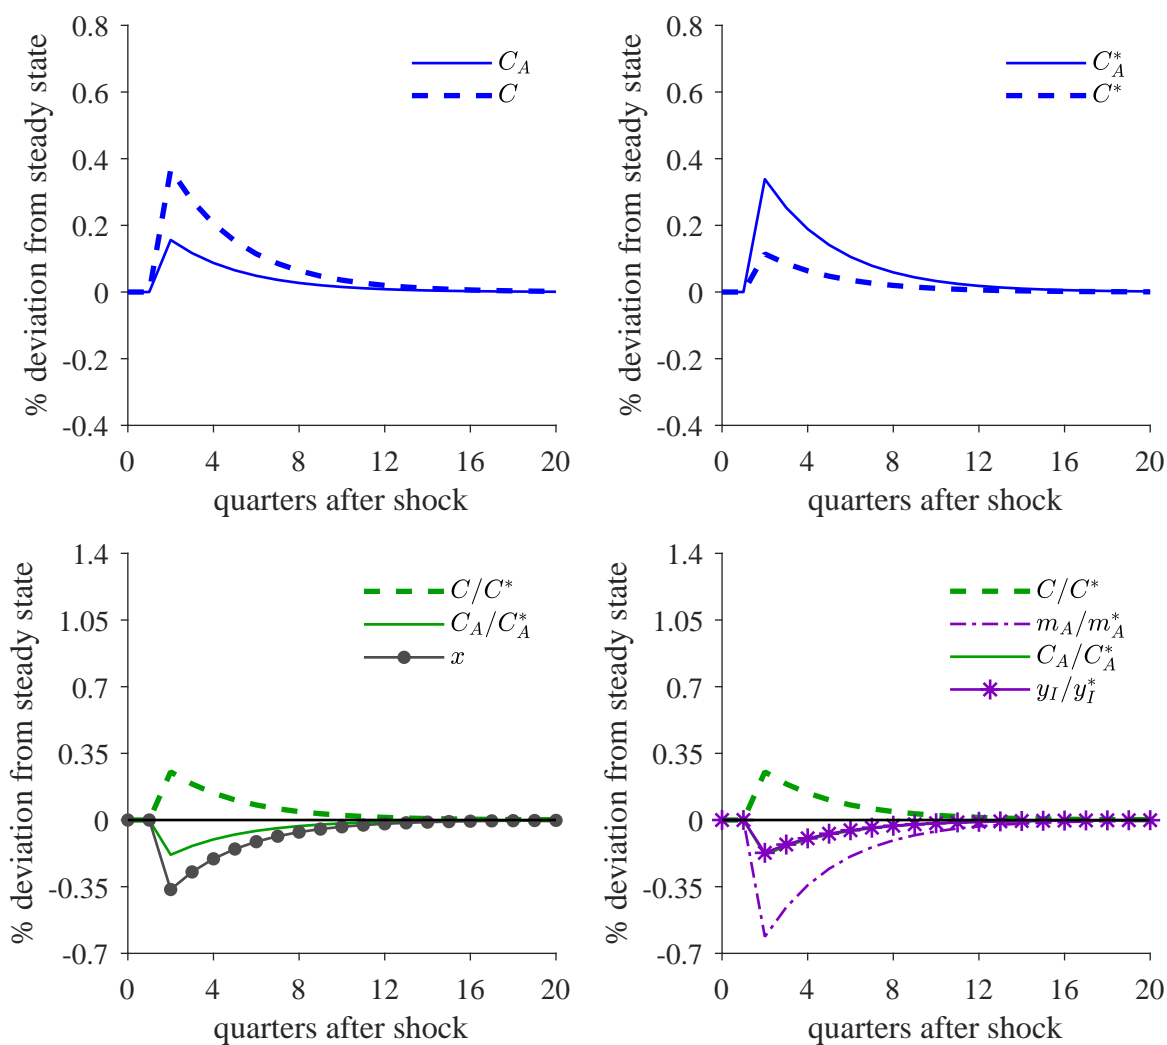 % deviation from steady state
0.8
0.6
0.4
0.2
0
-0.2
-0.4
0 4 8 12 16 20
quarters after shock
C_A
C
% deviation from steady state
0.8
0.6
0.4
0.2
0
-0.2
-0.4
0 4 8 12 16 20
quarters after shock
C_A^*
C^*
% deviation from steady state
1.4
1.05
0.7
0.35
0
-0.35
-0.7
0 4 8 12 16 20
quarters after shock
C/C^*
C_A/C_A^*
x
% deviation from steady state
1.4
1.05
0.7
0.35
0
-0.35
-0.7
0 4 8 12 16 20
quarters after shock
C/C^*
m_A/m_A^*
C_A/C_A^*
y_I/y_I^*